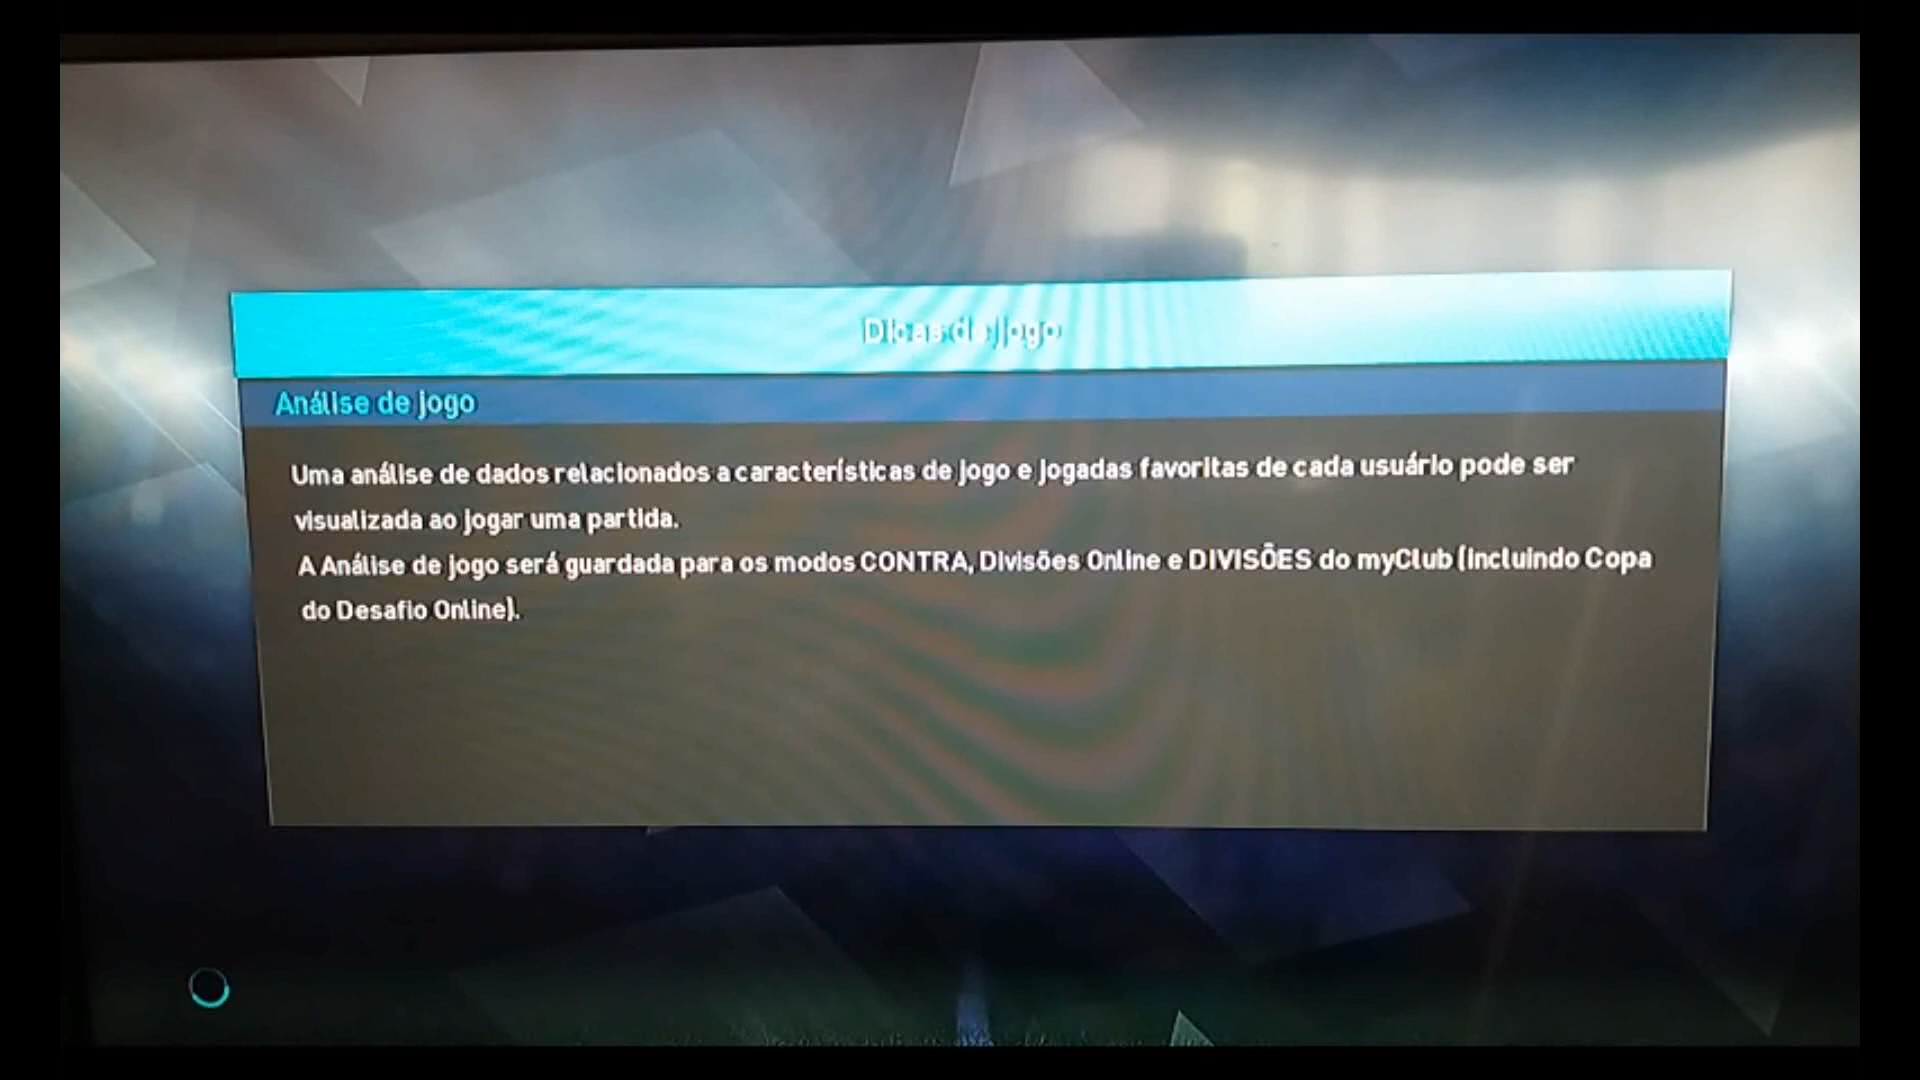 Dicas de jogo
Análise de jogo
Uma análise de dados relacionados a características de jogo e jogadas favoritas de cada usuário pode ser
visualizada ao jogar uma partida.
A Análise de jogo será guardada para os modos CONTRA, Divisões Online e DIVISÕES do myClub (incluindo Copa
do Desafio Online).